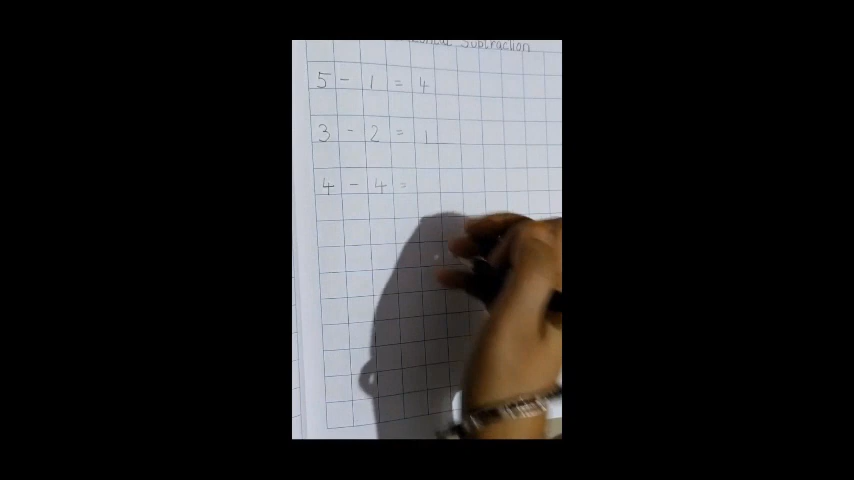 Subtraction
5 - 1 = 4
3 - 2 = 1
4 - 4 =